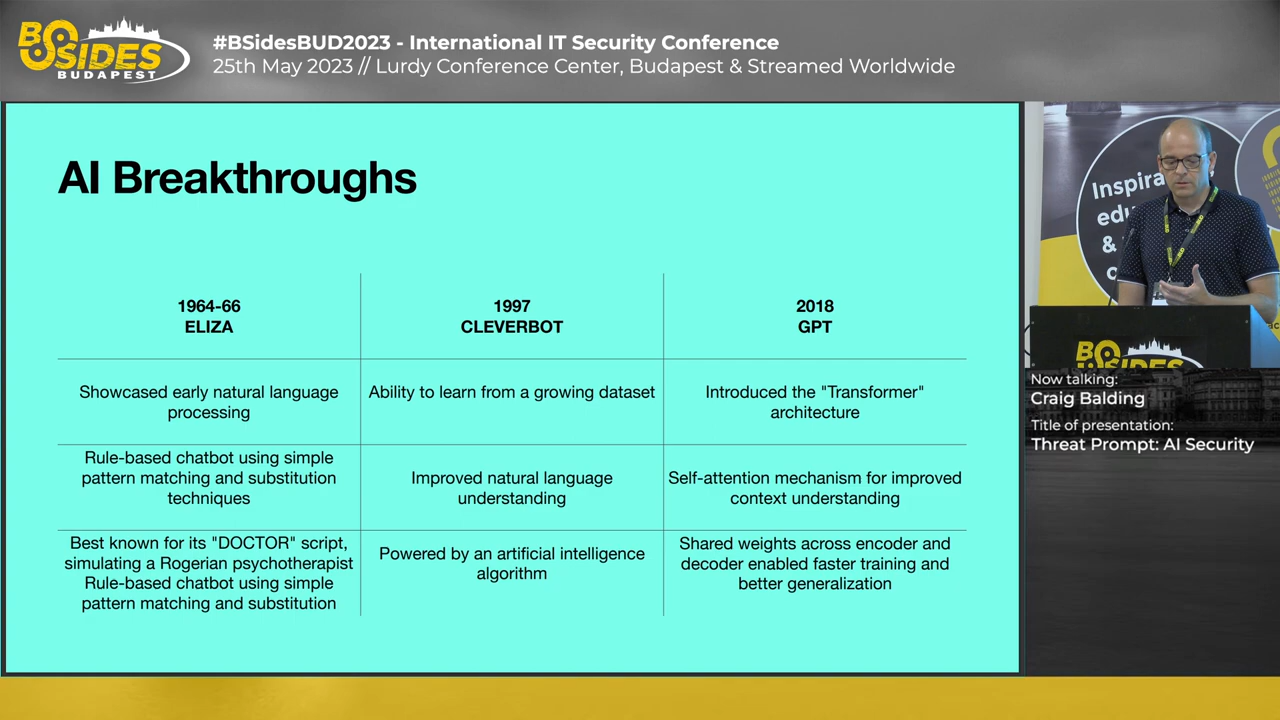 BSIDES
BUDAPEST
#BSidesBUD2023 - International IT Security Conference
25th May 2023 // Lurdy Conference Center, Budapest & Streamed Worldwide
AI Breakthroughs
1964-66
ELIZA
1997
CLEVERBOT
2018
GPT
Showcased early natural language
processing
Ability to learn from a growing dataset
Introduced the "Transformer"
architecture
Rule-based chatbot using simple
pattern matching and substitution
techniques
Improved natural language
understanding
Self-attention mechanism for improved
context understanding
Best known for its "DOCTOR" script,
simulating a Rogerian psychotherapist
Rule-based chatbot using simple
pattern matching and substitution
Powered by an artificial intelligence
algorithm
Shared weights across encoder and
decoder enabled faster training and
better generalization
&
BSIDES
Now talking:
Craig Balding
Title of presentation:
Threat Prompt: AI Security